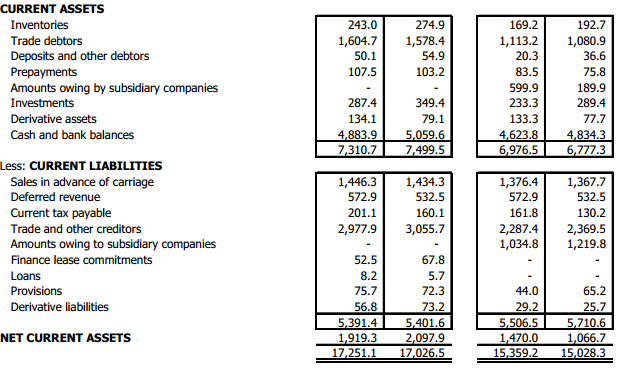 CURRENT ASSETS
Inventories 243.0 274.9 169.2 192.7
Trade debtors 1,604.7 1,578.4 1,113.2 1,080.9
Deposits and other debtors 50.1 54.9 20.3 36.6
Prepayments 107.5 103.2 83.5 75.8
Amounts owing by subsidiary companies - - 599.9 189.9
Investments 287.4 349.4 233.3 289.4
Derivative assets 134.1 79.1 133.3 77.7
Cash and bank balances 4,883.9 5,059.6 4,623.8 4,834.3
7,310.7 7,499.5 6,976.5 6,777.3
Less: CURRENT LIABILITIES
Sales in advance of carriage 1,446.3 1,434.3 1,376.4 1,367.7
Deferred revenue 572.9 532.5 572.9 532.5
Current tax payable 201.1 160.1 161.8 130.2
Trade and other creditors 2,977.9 3,055.7 2,287.4 2,369.5
Amounts owing to subsidiary companies - - 1,034.8 1,219.8
Finance lease commitments 52.5 67.8 - -
Loans 8.2 5.7 - -
Provisions 75.7 72.3 44.0 65.2
Derivative liabilities 56.8 73.2 29.2 25.7
5,391.4 5,401.6 5,506.5 5,710.6
NET CURRENT ASSETS 1,919.3 2,097.9 1,470.0 1,066.7
17,251.1 17,026.5 15,359.2 15,028.3